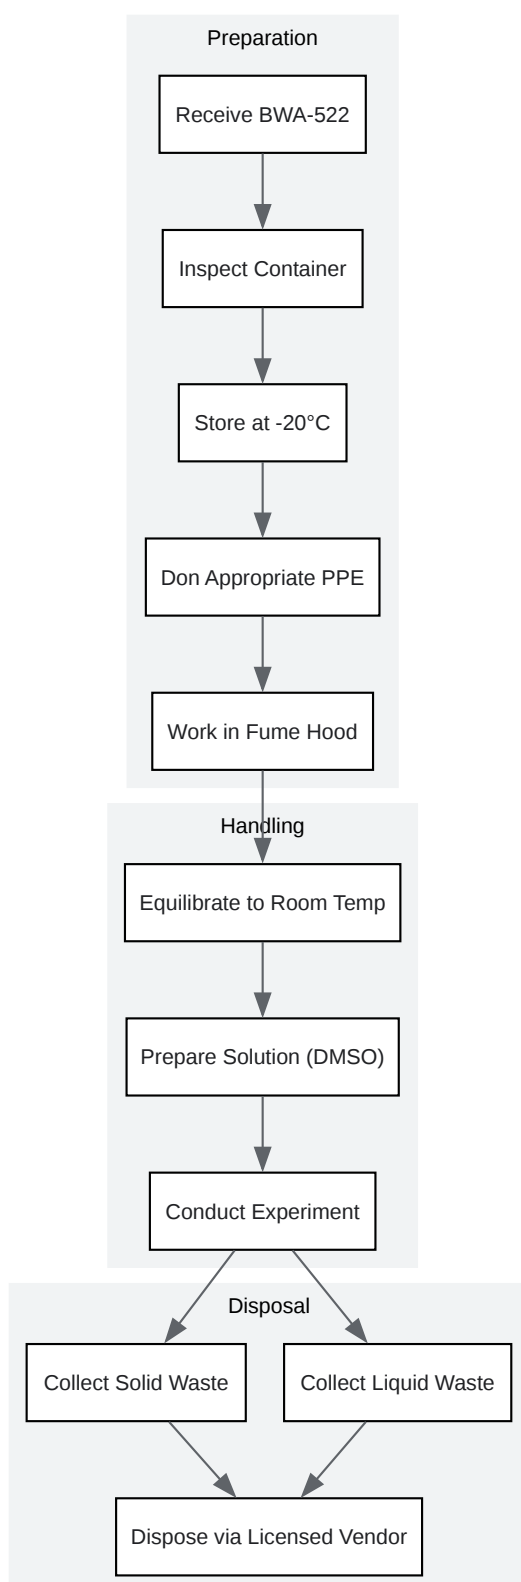 Preparation
Receive BWA-522
Inspect Container
Store at -20°C
Don Appropriate PPE
Work in Fume Hood
Handling
Equilibrate to Room Temp
Prepare Solution (DMSO)
Conduct Experiment
Disposal
Collect Solid Waste
Collect Liquid Waste
Dispose via Licensed Vendor